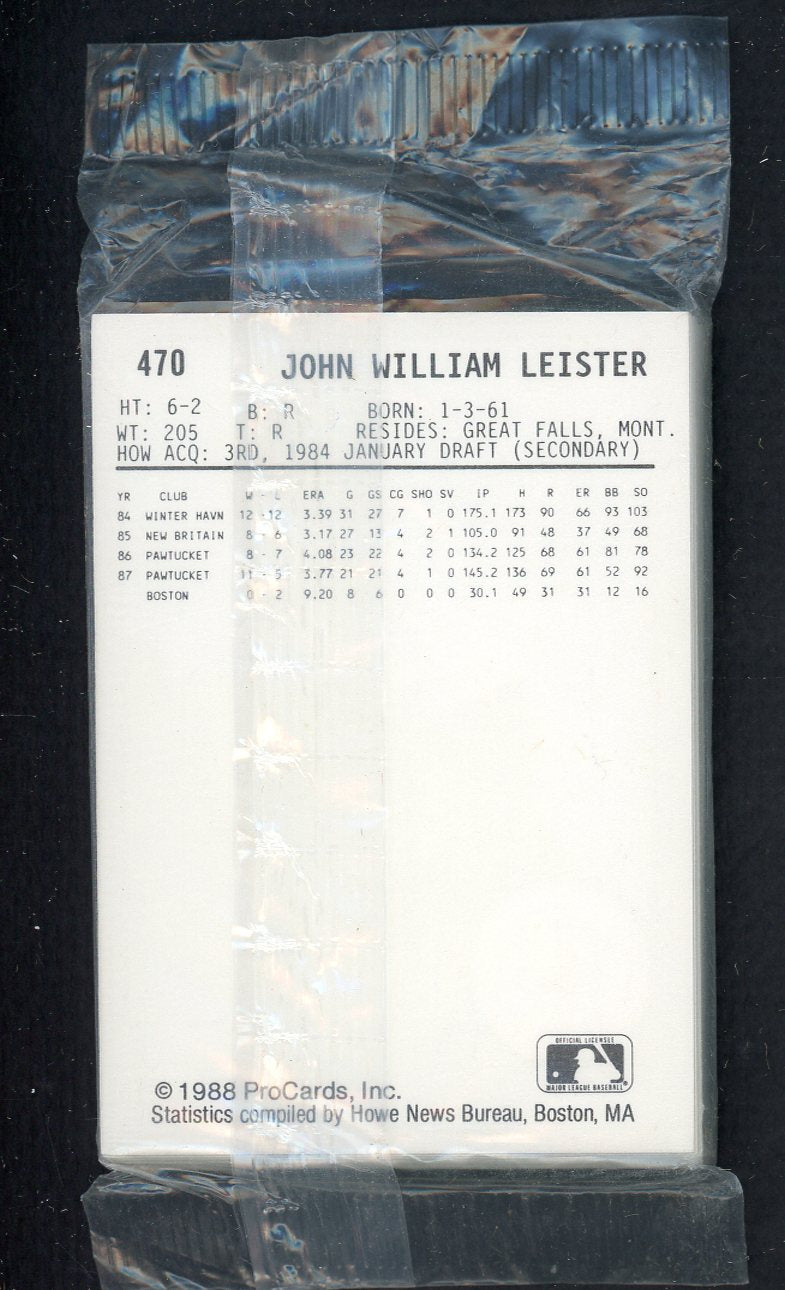 470 JOHN WILLIAM LEISTER
HT: 6-2 B: R BORN: 1-3-61
WT: 205 T: R RESIDES: GREAT FALLS, MONT.
HOW ACQ: 3RD, 1984 JANUARY DRAFT (SECONDARY)
YR CLUB W - L ERA G GS CG SHO SV IP H R ER BB SO
84 WINTER HAVN 12 - 12 3.39 31 27 7 1 0 175.1 173 90 66 93 103
85 NEW BRITAIN 8 - 6 3.17 27 13 4 2 1 105.0 91 48 37 49 68
86 PAWTUCKET 8 - 7 4.08 23 22 4 2 0 134.2 125 68 61 81 78
87 PAWTUCKET 11 - 5 3.77 21 21 4 1 0 145.2 136 69 61 52 92
BOSTON 0 - 2 9.20 8 6 0 0 0 30.1 49 31 31 12 16
OFFICIAL LICENSEE
MAJOR LEAGUE BASEBALL
© 1988 ProCards, Inc.
Statistics compiled by Howe News Bureau, Boston, MA